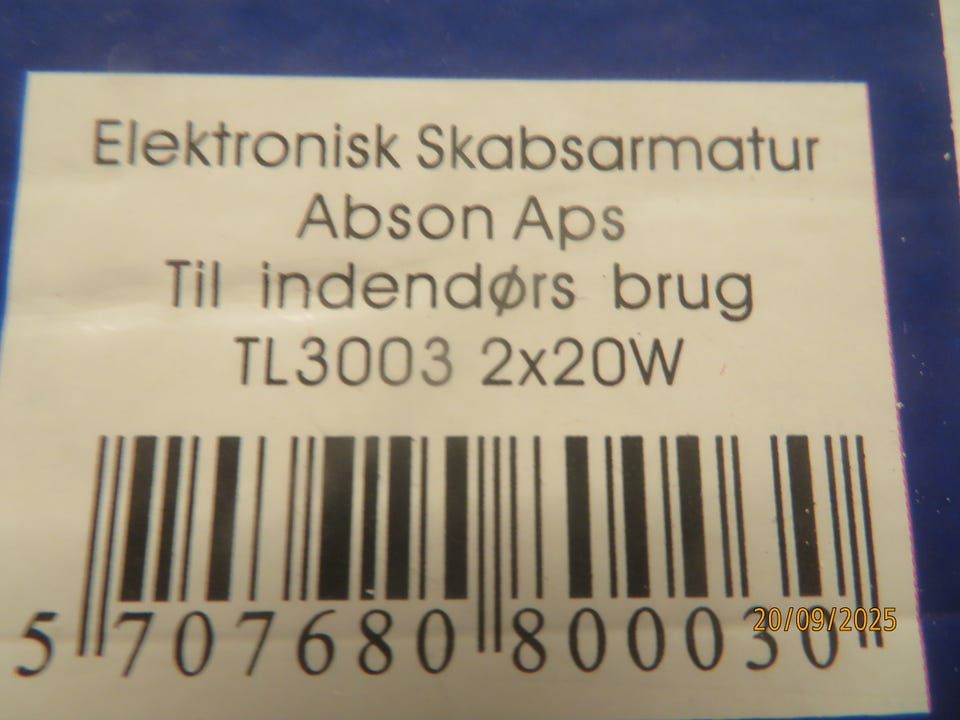 Elektronisk Skabsarmatur
Abson Aps
Til indendørs brug
TL3003 2x20W
5 707680 800030
20/09/2025